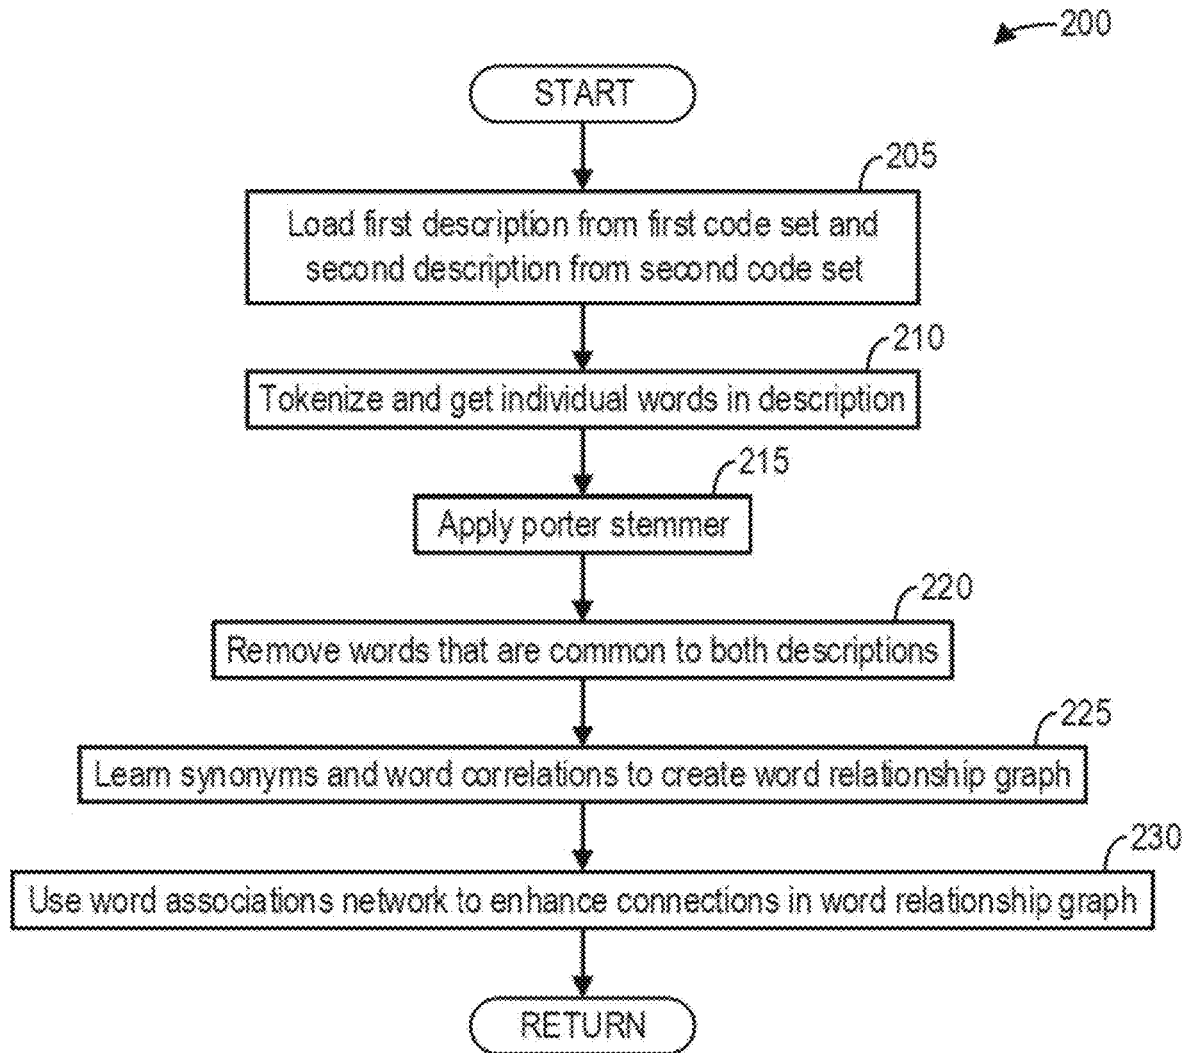 200
START
205
Load first description from first code set and
second description from second code set
210
Tokenize and get individual words in description
215
Apply porter stemmer
220
Remove words that are common to both descriptions
225
Learn synonyms and word correlations to create word relationship graph
230
Use word associations network to enhance connections in word relationship graph
RETURN